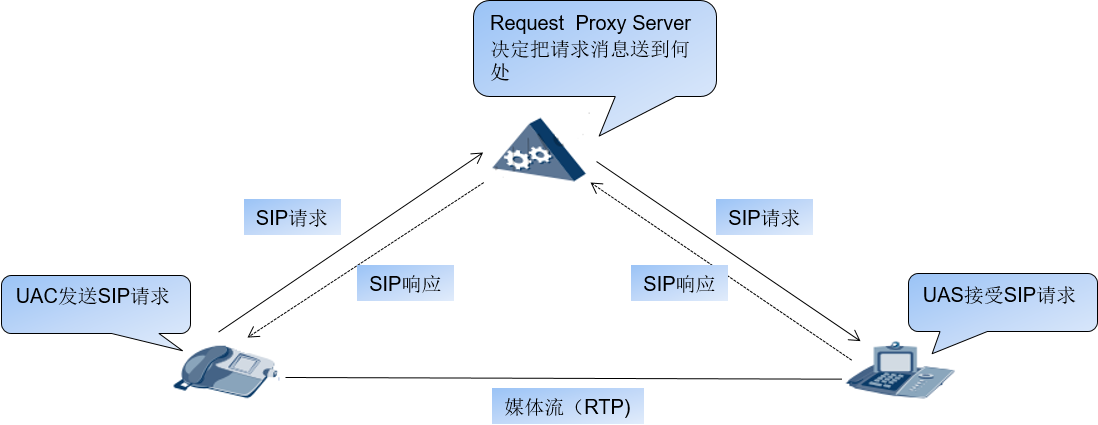 Request  Proxy Server
决定把请求消息送到何
处
SIP请求
SIP请求
SIP响应
SIP响应
UAC发送SIP请求
UAS接受SIP请求
媒体流（RTP)